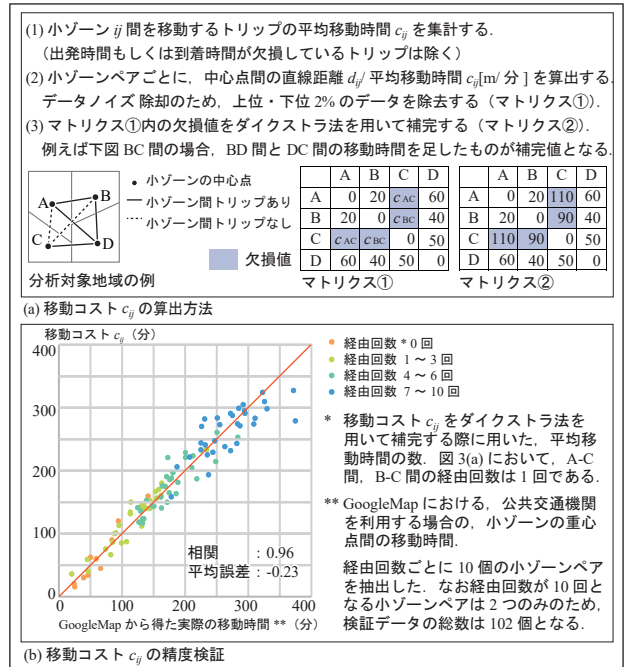 (1) 小ゾーン ij 間を移動するトリップの平均移動時間 cij を集計する.
（出発時間もしくは到着時間が欠損しているトリップは除く）
(2) 小ゾーンペアごとに，中心点間の直線距離 dij/ 平均移動時間 cij[m/ 分 ] を算出する.
データノイズ 除却のため，上位・下位 2% のデータを除去する（マトリクス①）.
(3) マトリクス①内の欠損値をダイクストラ法を用いて補完する（マトリクス②）.
例えば下図 BC 間の場合，BD 間と DC 間の移動時間を足したものが補完値となる.
A
B
C
D
小ゾーンの中心点
小ゾーン間トリップあり
小ゾーン間トリップなし
欠損値
分析対象地域の例
A B C D
A 0 20 cAC 60
B 20 0 cBC 40
C cAC cBC 0 50
D 60 40 50 0
マトリクス①
A B C D
A 0 20 110 60
B 20 0 90 40
C 110 90 0 50
D 60 40 50 0
マトリクス②
(a) 移動コスト cij の算出方法
移動コスト cij（分）
400
300
200
100
0
0 100 200 300 400
相関 : 0.96
平均誤差 : -0.23
GoogleMap から得た実際の移動時間 **（分）
経由回数 * 0 回
経由回数 1 〜 3 回
経由回数 4 〜 6 回
経由回数 7 〜 10 回
* 移動コスト cij をダイクストラ法を
用いて補完する際に用いた，平均移
動時間の数．図 3(a) において，A-C
間，B-C 間の経由回数は 1 回である.
** GoogleMap における，公共交通機関
を利用する場合の，小ゾーンの重心
点間の移動時間.
経由回数ごとに 10 個の小ゾーンペア
を抽出した．なお経由回数が 10 回と
なる小ゾーンペアは 2 つのみのため，
検証データの総数は 102 個となる.
(b) 移動コスト cij の精度検証